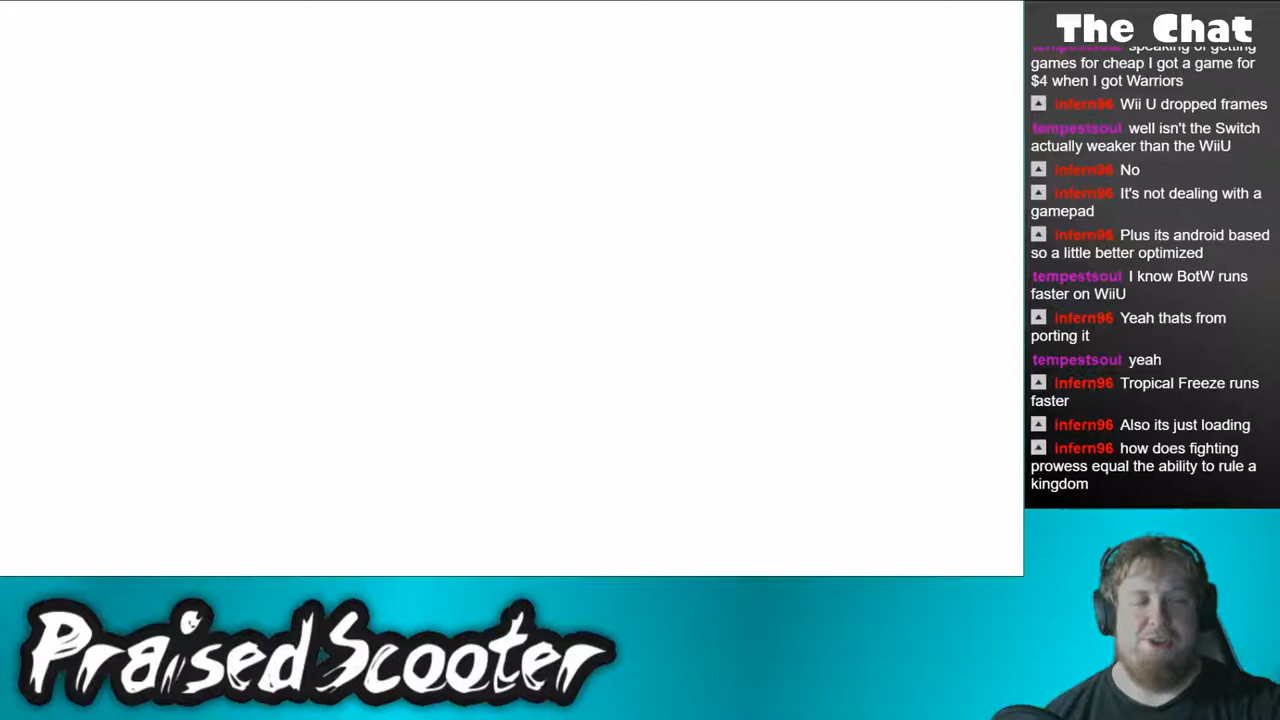 The Chat
tempestsoul speaking of getting
games for cheap I got a game for
$4 when I got Warriors
infern96 Wii U dropped frames
tempestsoul well isn't the Switch
actually weaker than the WiiU
infern96 No
infern96 It's not dealing with a
gamepad
infern96 Plus its android based
so a little better optimized
tempestsoul I know BotW runs
faster on WiiU
infern96 Yeah thats from
porting it
tempestsoul yeah
infern96 Tropical Freeze runs
faster
infern96 Also its just loading
infern96 how does fighting
prowess equal the ability to rule a
kingdom
PraisedScooter